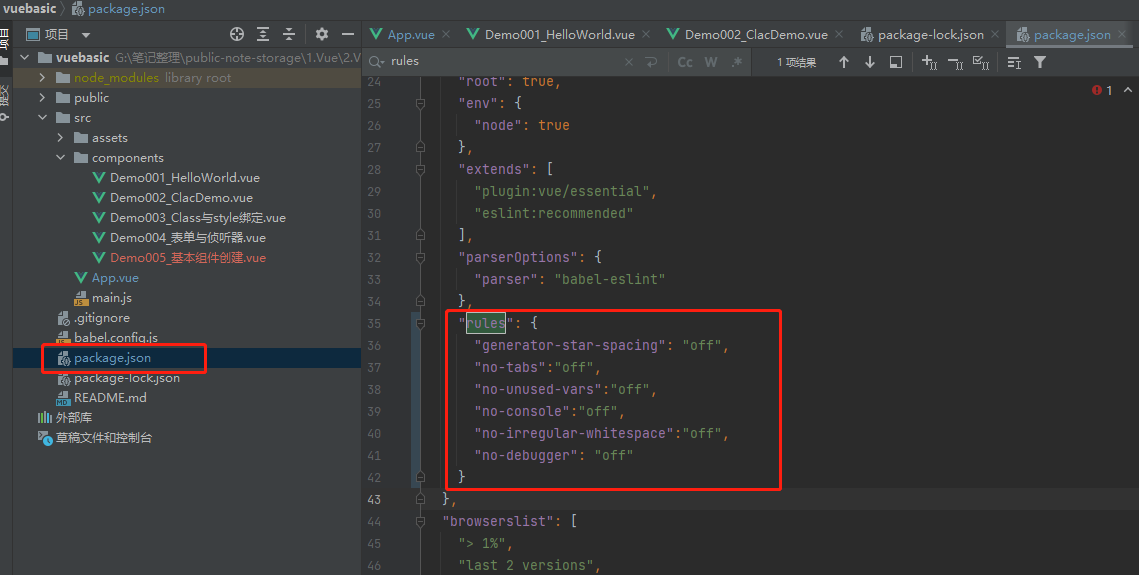 vuebasic package.json
项目
App.vue Demo001_HelloWorld.vue Demo002_ClacDemo.vue package-lock.json package.json
vuebasic G:\笔记整理\public-note-storage\1.Vue\2.V
node_modules library root
public
src
assets
components
Demo001_HelloWorld.vue
Demo002_ClacDemo.vue
Demo003_Class与style绑定.vue
Demo004_表单与侦听器.vue
Demo005_基本组件创建.vue
App.vue
main.js
.gitignore
babel.config.js
package.json
package-lock.json
README.md
外部库
草稿文件和控制台
rules Cc W .* 1 项结果
1
24 "root": true,
25 "env": {
26 "node": true
27 },
28 "extends": [
29 "plugin:vue/essential",
30 "eslint:recommended"
31 ],
32 "parserOptions": {
33 "parser": "babel-eslint"
34 },
35 "rules": {
36 "generator-star-spacing": "off",
37 "no-tabs":"off",
38 "no-unused-vars":"off",
39 "no-console":"off",
40 "no-irregular-whitespace":"off",
41 "no-debugger": "off"
42 }
43 },
44 "browserslist": [
45 "> 1%",
46 "last 2 versions",